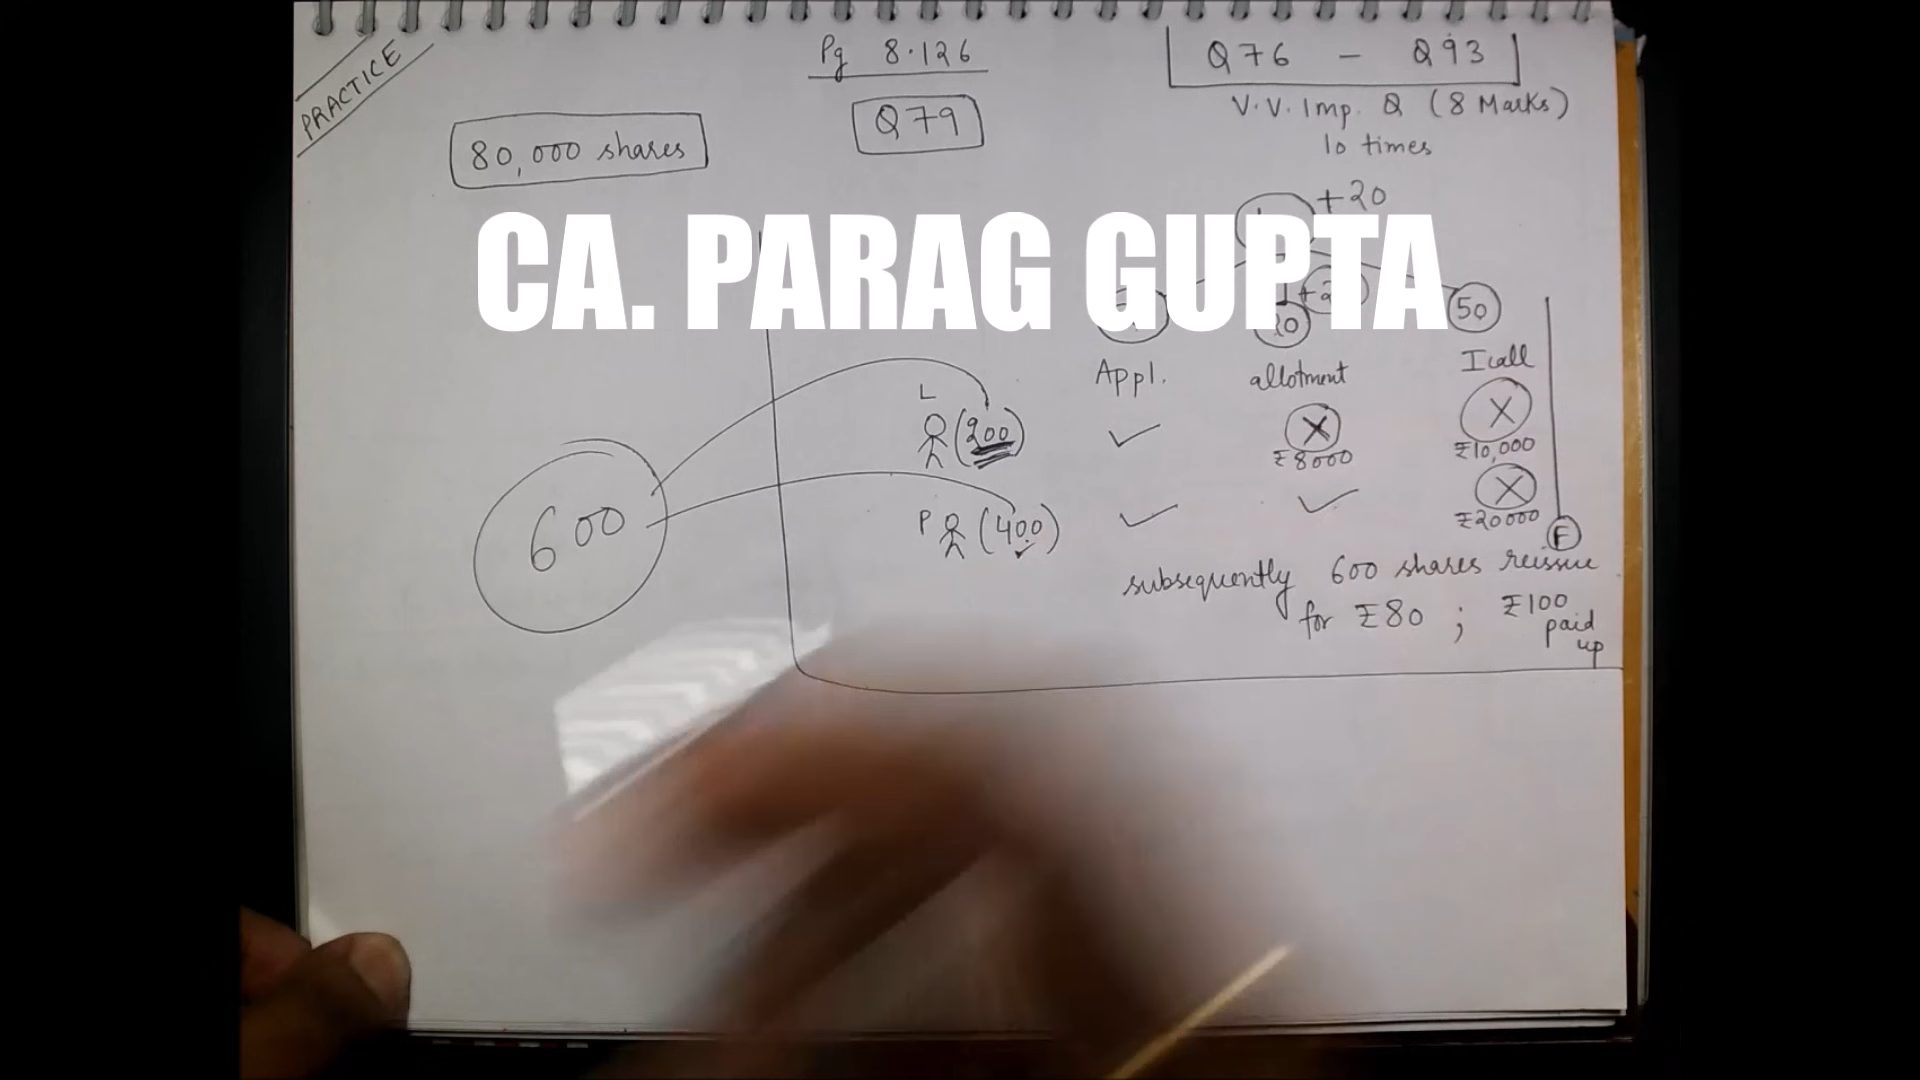 PRACTICE
Pg 8.126
Q76 - Q93
V.V. Imp. Q (8 Marks)
10 times
Q79
80,000 shares
+20
CA. PARAG GUPTA
50
Appl.
allotment
I call
L
(200)
₹8000
₹10,000
600
P
(400)
₹20000
F
subsequently 600 shares reissue
for ₹80 ; ₹100
paid
up